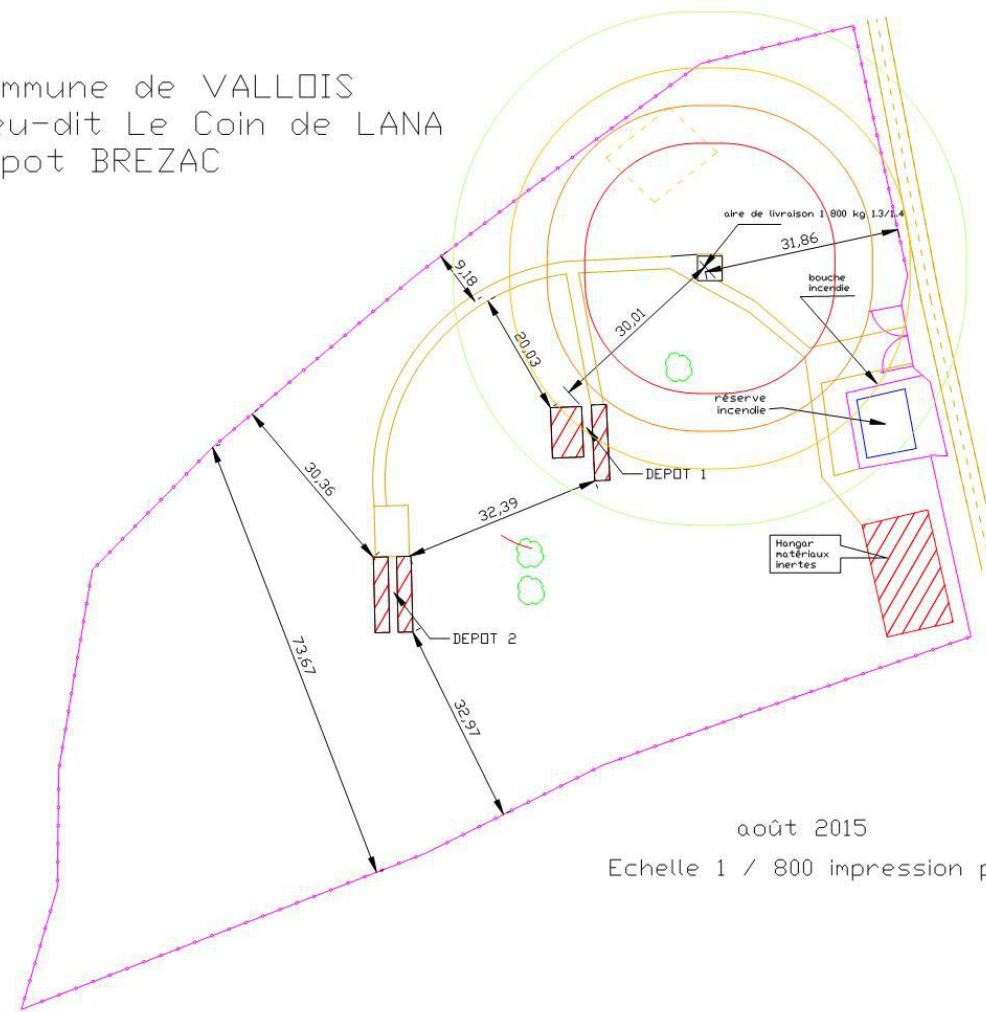 mmune de VALLOIS
eu-dit Le Coin de LANA
pot BREZAC
aire de livraison 1 800 kg 1.3/1.4
31,86
9,18
bouche
incendie
30,01
20,03
réserve
incendie
30,36
DEPOT 1
32,39
Hangar
matériaux
inertes
DEPOT 2
73,67
32,97
août 2015
Echelle 1 / 800 impression p